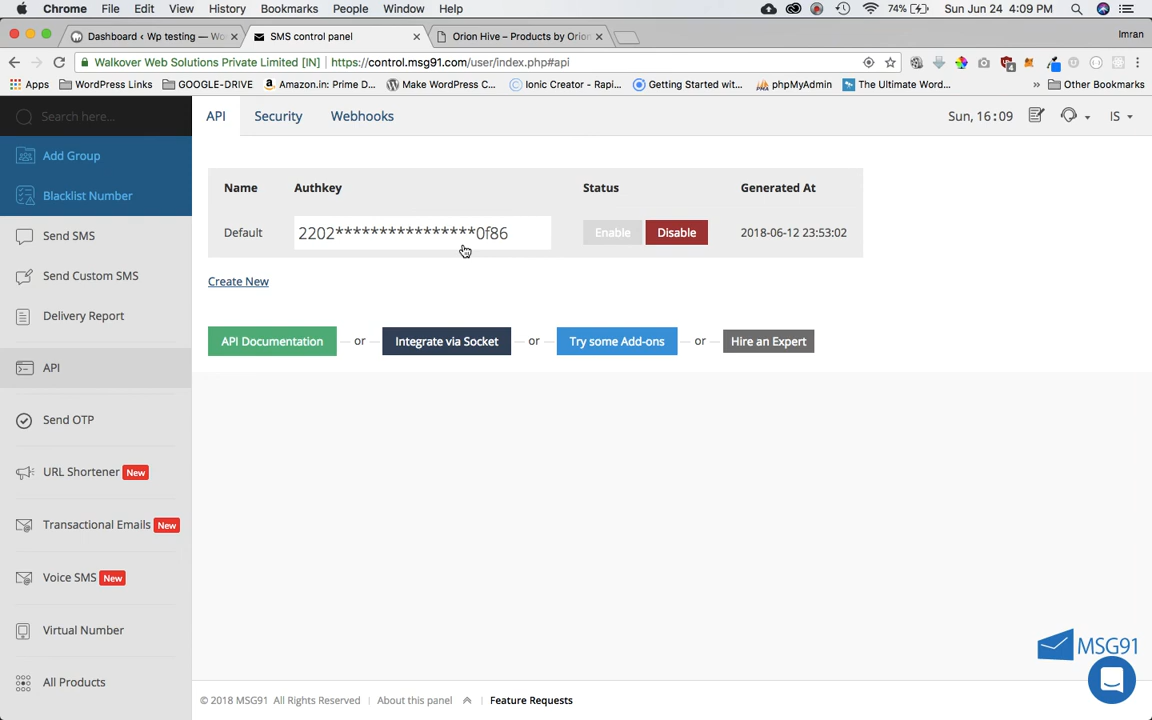 Chrome File Edit View History Bookmarks People Window Help 74% Sun Jun 24 4:09 PM
Dashboard ‹ Wp testing — Wo SMS control panel Orion Hive – Products by Orion
Imran
Walkover Web Solutions Private Limited [IN] https://control.msg91.com/user/index.php#api
Apps WordPress Links GOOGLE-DRIVE Amazon.in: Prime D... Make WordPress C... Ionic Creator - Rapi... Getting Started wit... phpMyAdmin The Ultimate Word... » Other Bookmarks
Search here...
API Security Webhooks Sun, 16:09 IS
Add Group
Blacklist Number
Send SMS
Send Custom SMS
Delivery Report
API
Send OTP
URL Shortener New
Transactional Emails New
Voice SMS New
Virtual Number
All Products
Name Authkey Status Generated At
Default 2202****************0f86 Enable Disable 2018-06-12 23:53:02
Create New
API Documentation or Integrate via Socket or Try some Add-ons or Hire an Expert
MSG91
© 2018 MSG91 All Rights Reserved | About this panel | Feature Requests